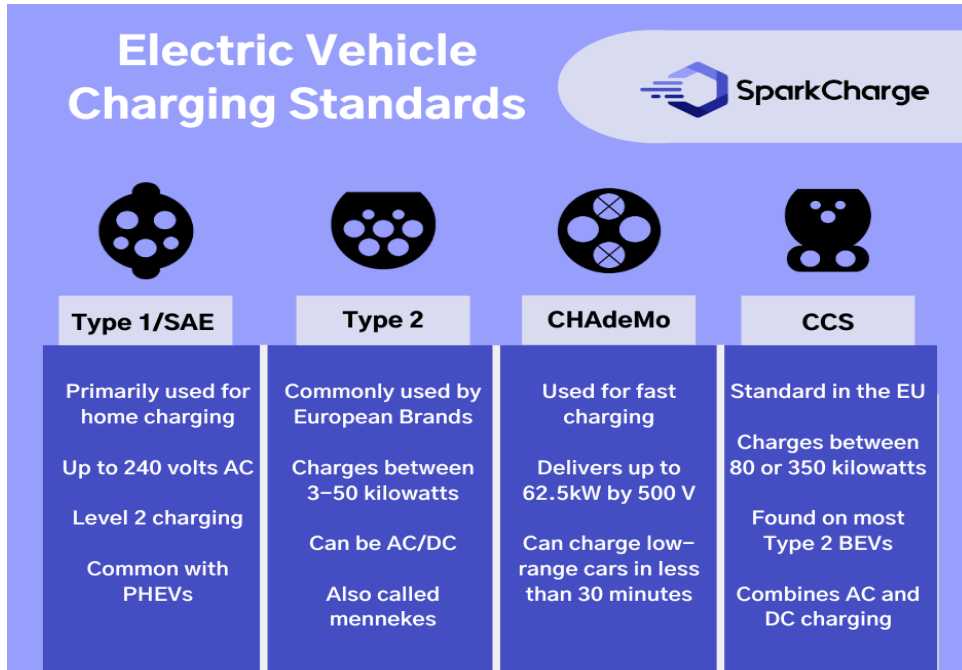 Electric Vehicle
Charging Standards
SparkCharge
Type 1/SAE
Primarily used for
home charging
Up to 240 volts AC
Level 2 charging
Common with
PHEVs
Type 2
Commonly used by
European Brands
Charges between
3–50 kilowatts
Can be AC/DC
Also called
mennekes
CHAdeMo
Used for fast
charging
Delivers up to
62.5kW by 500 V
Can charge low–
range cars in less
than 30 minutes
CCS
Standard in the EU
Charges between
80 or 350 kilowatts
Found on most
Type 2 BEVs
Combines AC and
DC charging